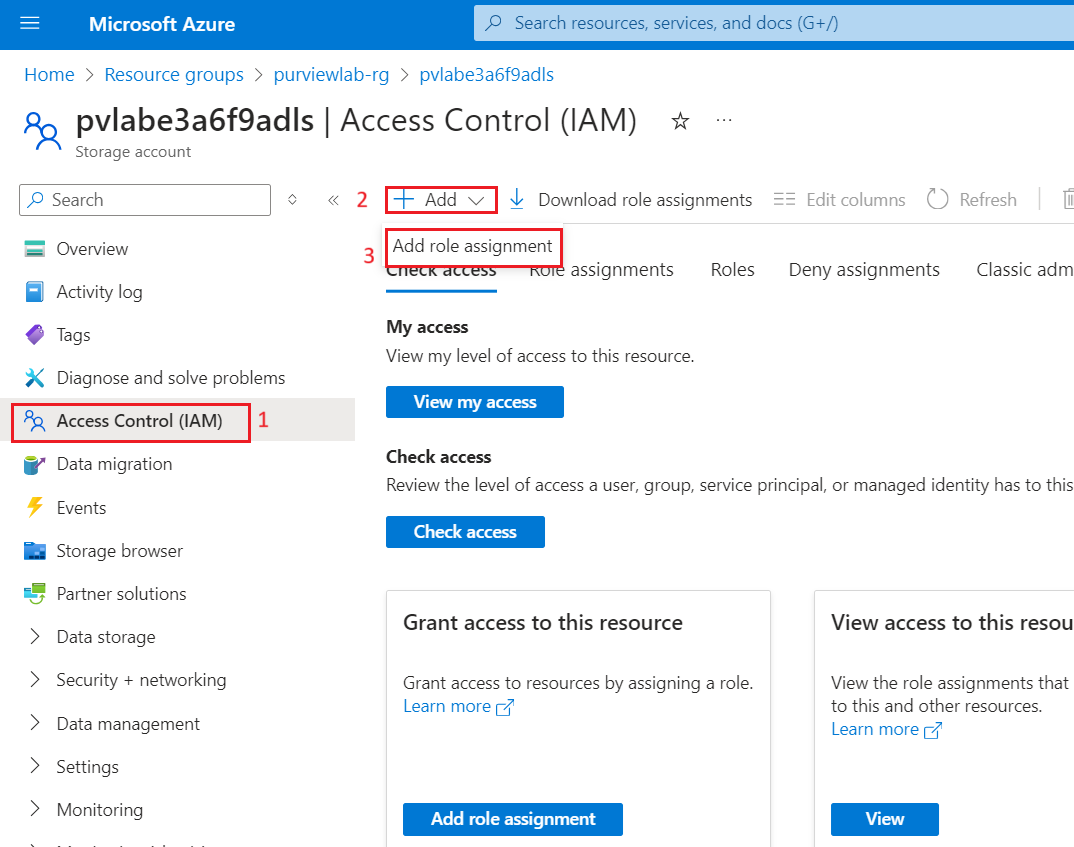 Microsoft Azure
Search resources, services, and docs (G+/)
Home > Resource groups > purviewlab-rg > pvlabe3a6f9adls
pvlabe3a6f9adls | Access Control (IAM)
Storage account
Search
Overview
Activity log
Tags
Diagnose and solve problems
Access Control (IAM) 1
Data migration
Events
Storage browser
Partner solutions
Data storage
Security + networking
Data management
Settings
Monitoring
2 Add Download role assignments Edit columns Refresh
3 Add role assignment
Check access Role assignments Roles Deny assignments Classic adm
My access
View my level of access to this resource.
View my access
Check access
Review the level of access a user, group, service principal, or managed identity has to this
Check access
Grant access to this resource
Grant access to resources by assigning a role.
Learn more
Add role assignment
View access to this resou
View the role assignments that
to this and other resources.
Learn more
View